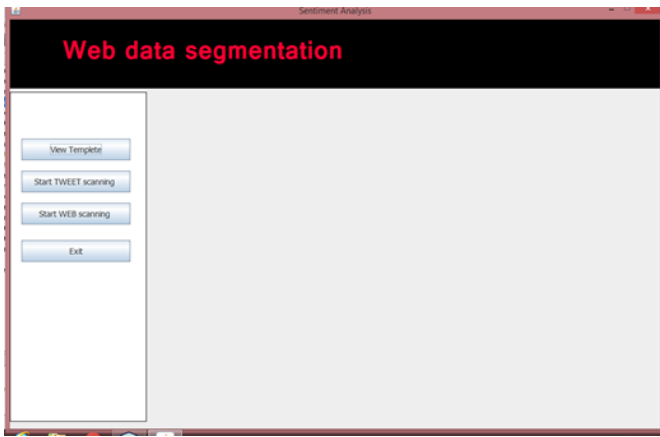 Sentiment Analysis
Web data segmentation
View Templete
Start TWEET scanning
Start WEB scanning
Exit